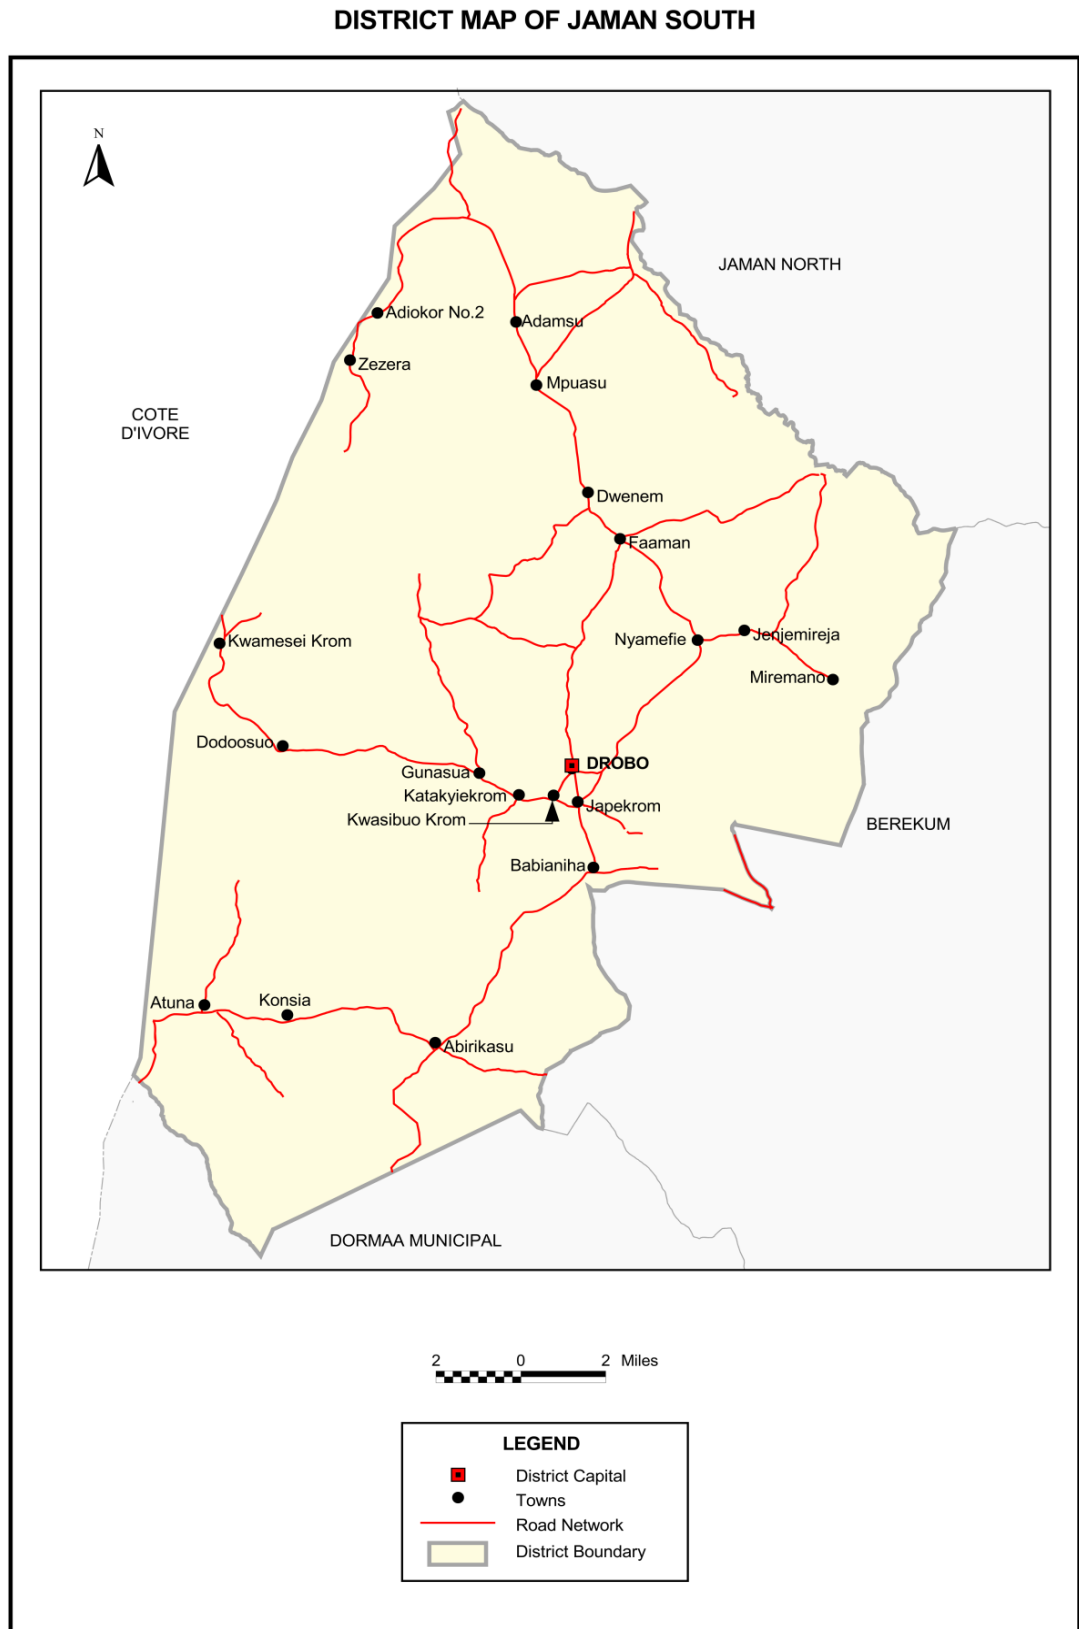 DISTRICT MAP OF JAMAN SOUTH
N
JAMAN NORTH
Adiokor No.2
Adamsu
Zezera
Mpuasu
COTE
D'IVORE
Dwenem
Faaman
Kwamesei Krom
Nyamefie
Jenjemireja
Miremano
Dodoosuo
DROBO
Gunasua
Katakyiekrom
Japekrom
Kwasibuo Krom
BEREKUM
Babianiha
Atuna
Konsia
Abirikasu
DORMAA MUNICIPAL
2 0 2 Miles
LEGEND
District Capital
Towns
Road Network
District Boundary